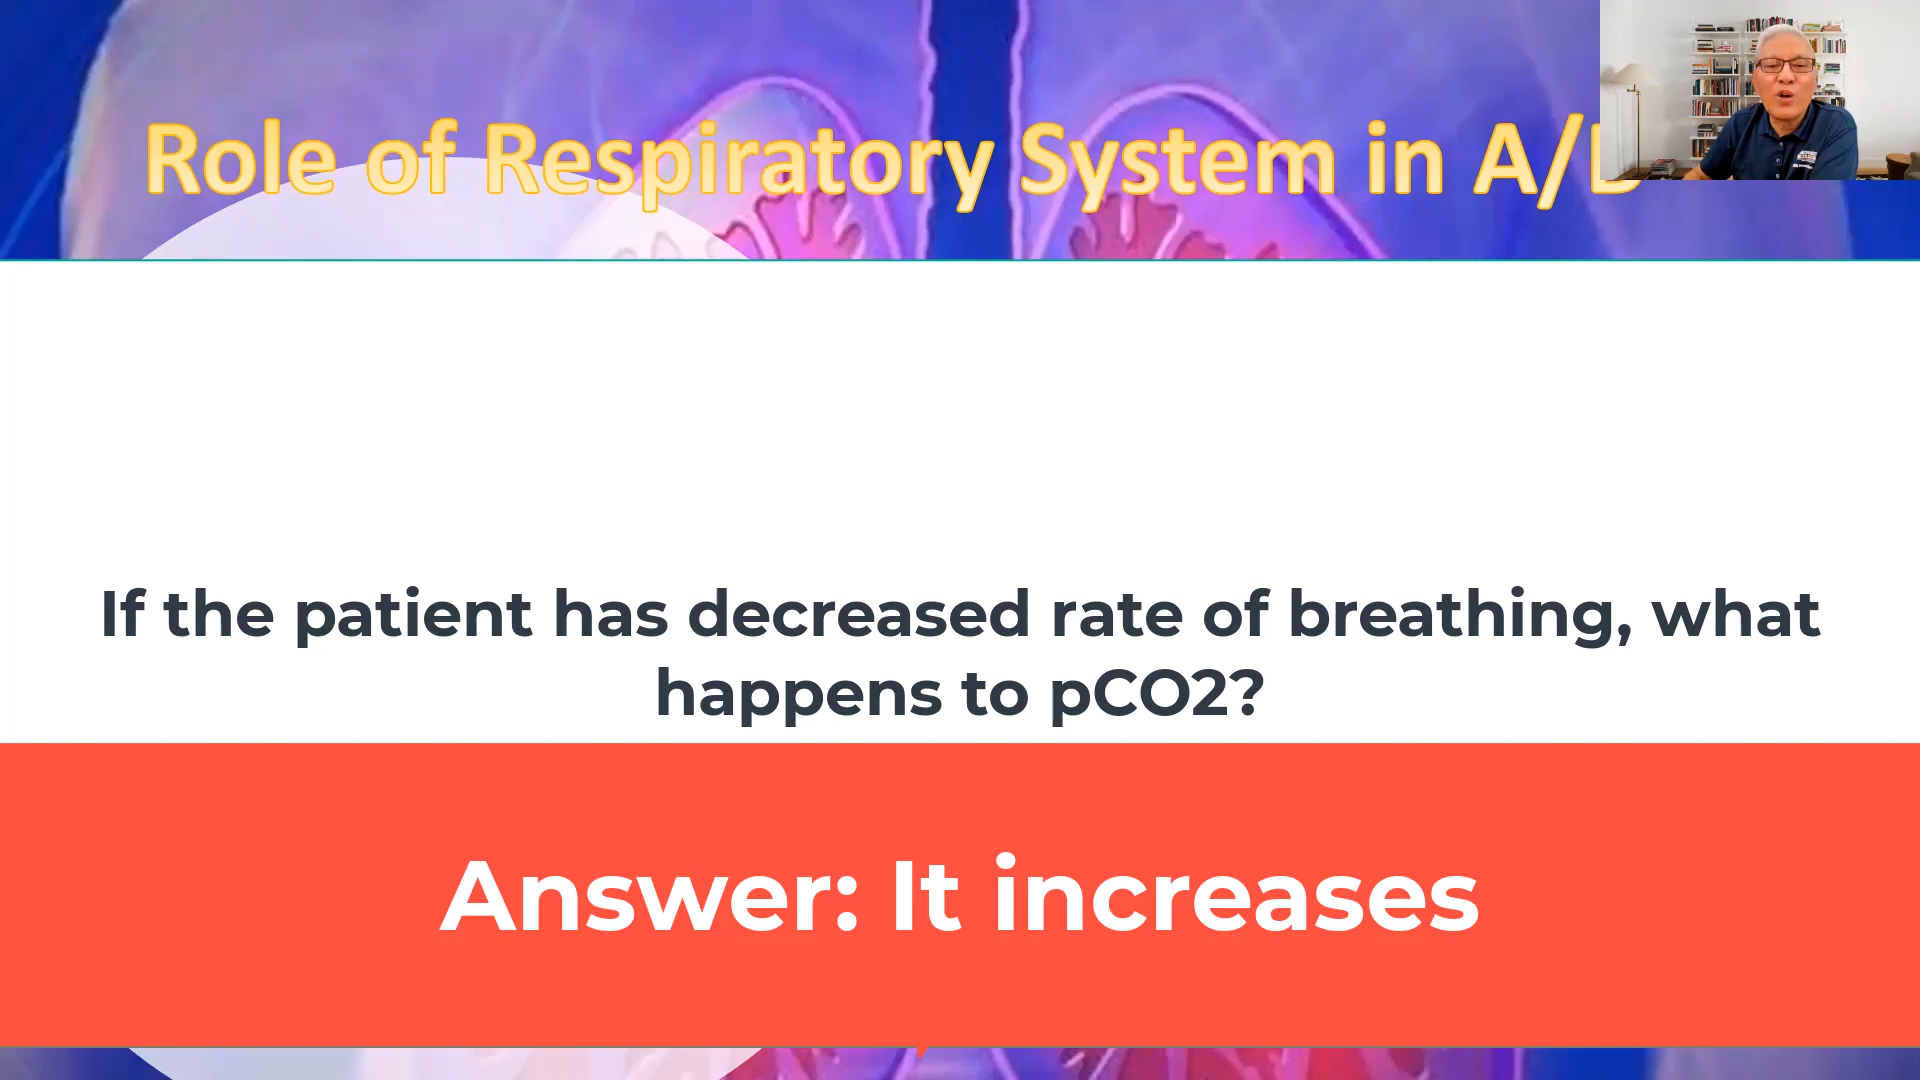 Role of Respiratory System in A/B
If the patient has decreased rate of breathing, what
happens to pCO2?
Answer: It increases